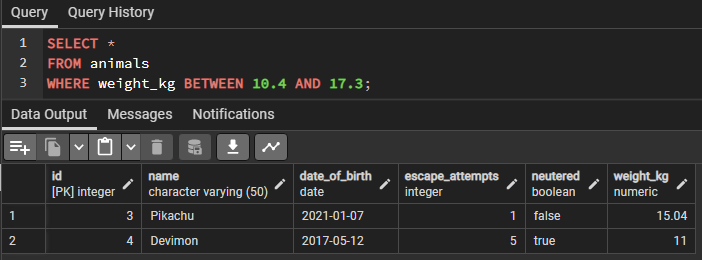 Query Query History
1 SELECT *
2 FROM animals
3 WHERE weight_kg BETWEEN 10.4 AND 17.3;
Data Output Messages Notifications
id name date_of_birth escape_attempts neutered weight_kg
[PK] integer character varying (50) date integer boolean numeric
1 3 Pikachu 2021-01-07 1 false 15.04
2 4 Devimon 2017-05-12 5 true 11